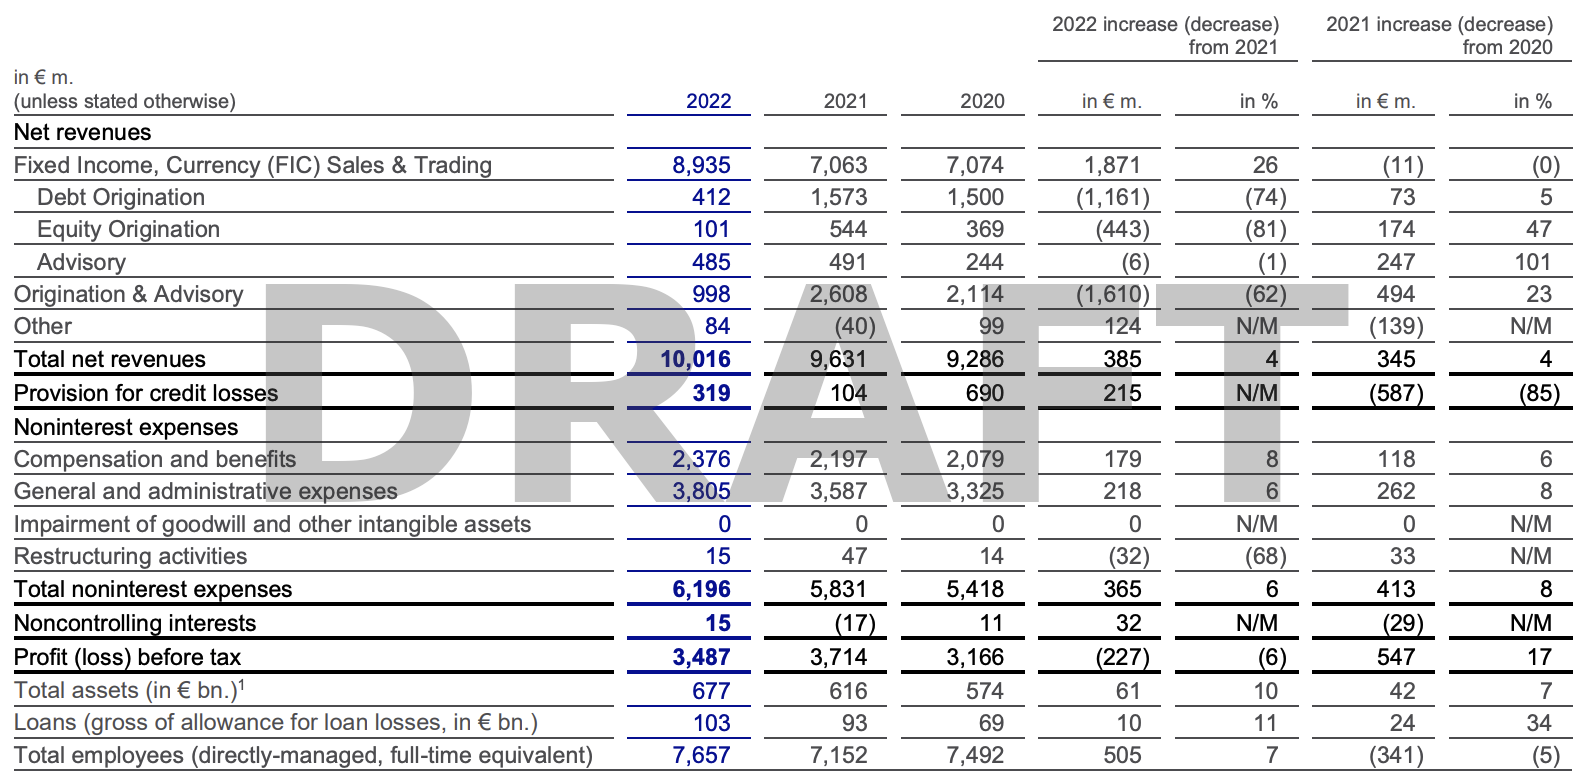 2022 increase (decrease) from 2021 2021 increase (decrease) from 2020
in € m. (unless stated otherwise) 2022 2021 2020 in € m. in % in € m. in %
Net revenues
Fixed Income, Currency (FIC) Sales & Trading 8,935 7,063 7,074 1,871 26 (11) (0)
Debt Origination 412 1,573 1,500 (1,161) (74) 73 5
Equity Origination 101 544 369 (443) (81) 174 47
Advisory 485 491 244 (6) (1) 247 101
Origination & Advisory 998 2,608 2,114 (1,610) (62) 494 23
Other 84 (40) 99 124 N/M (139) N/M
Total net revenues 10,016 9,631 9,286 385 4 345 4
Provision for credit losses 319 104 690 215 N/M (587) (85)
Noninterest expenses
Compensation and benefits 2,376 2,197 2,079 179 8 118 6
General and administrative expenses 3,805 3,587 3,325 218 6 262 8
Impairment of goodwill and other intangible assets 0 0 0 0 N/M 0 N/M
Restructuring activities 15 47 14 (32) (68) 33 N/M
Total noninterest expenses 6,196 5,831 5,418 365 6 413 8
Noncontrolling interests 15 (17) 11 32 N/M (29) N/M
Profit (loss) before tax 3,487 3,714 3,166 (227) (6) 547 17
Total assets (in € bn.)¹ 677 616 574 61 10 42 7
Loans (gross of allowance for loan losses, in € bn.) 103 93 69 10 11 24 34
Total employees (directly-managed, full-time equivalent) 7,657 7,152 7,492 505 7 (341) (5)
DRAFT